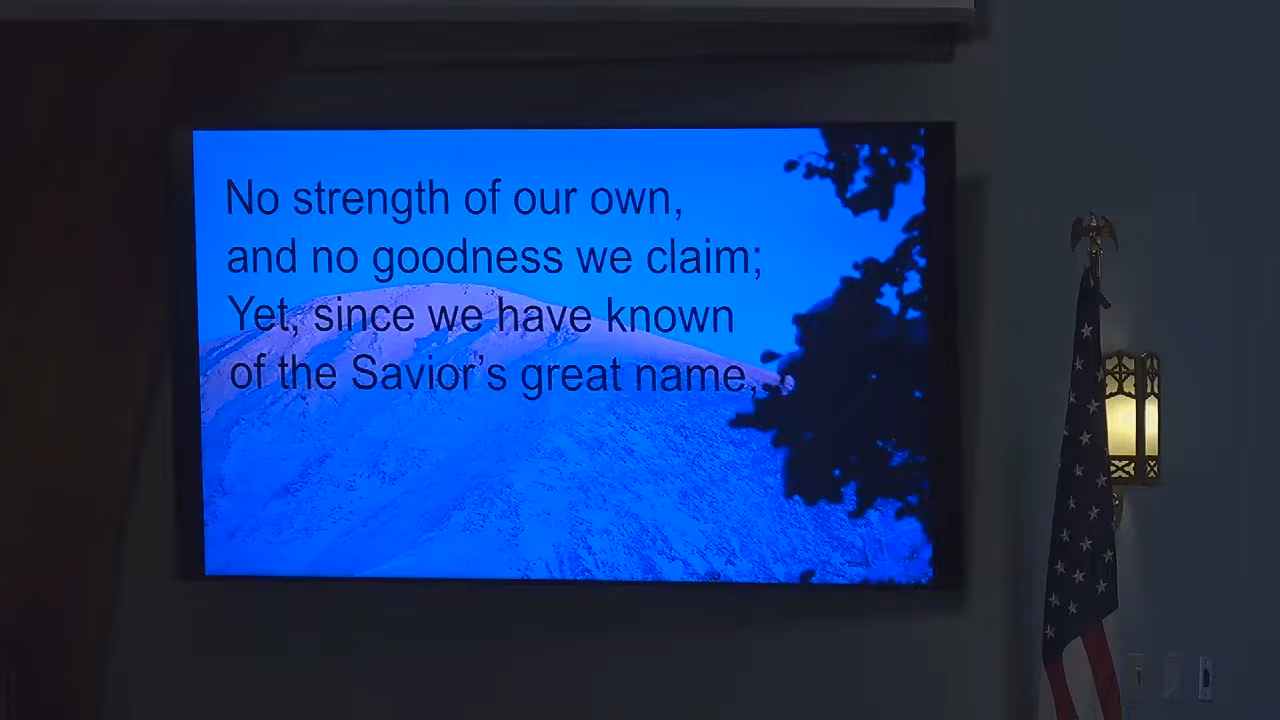 No strength of our own,
and no goodness we claim;
Yet, since we have known
of the Savior’s great name,